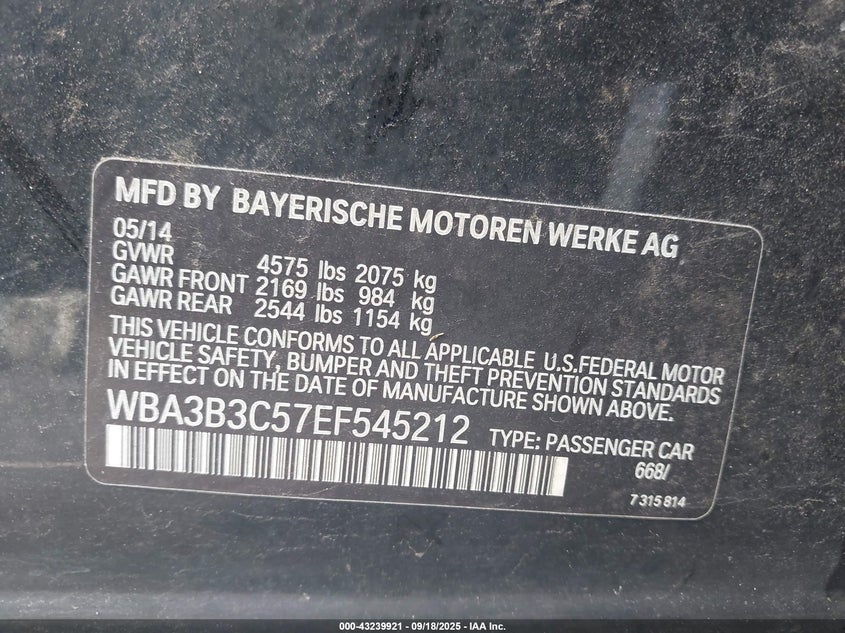 MFD BY BAYERISCHE MOTOREN WERKE AG
05/14
GVWR 4575 lbs 2075 kg
GAWR FRONT 2169 lbs 984 kg
GAWR REAR 2544 lbs 1154 kg
THIS VEHICLE CONFORMS TO ALL APPLICABLE U.S.FEDERAL MOTOR
VEHICLE SAFETY, BUMPER AND THEFT PREVENTION STANDARDS
IN EFFECT ON THE DATE OF MANUFACTURE SHOWN ABOVE.
WBA3B3C57EF545212 TYPE: PASSENGER CAR
668/
7315814
000-43239921 - 09/18/2025 - IAA Inc.